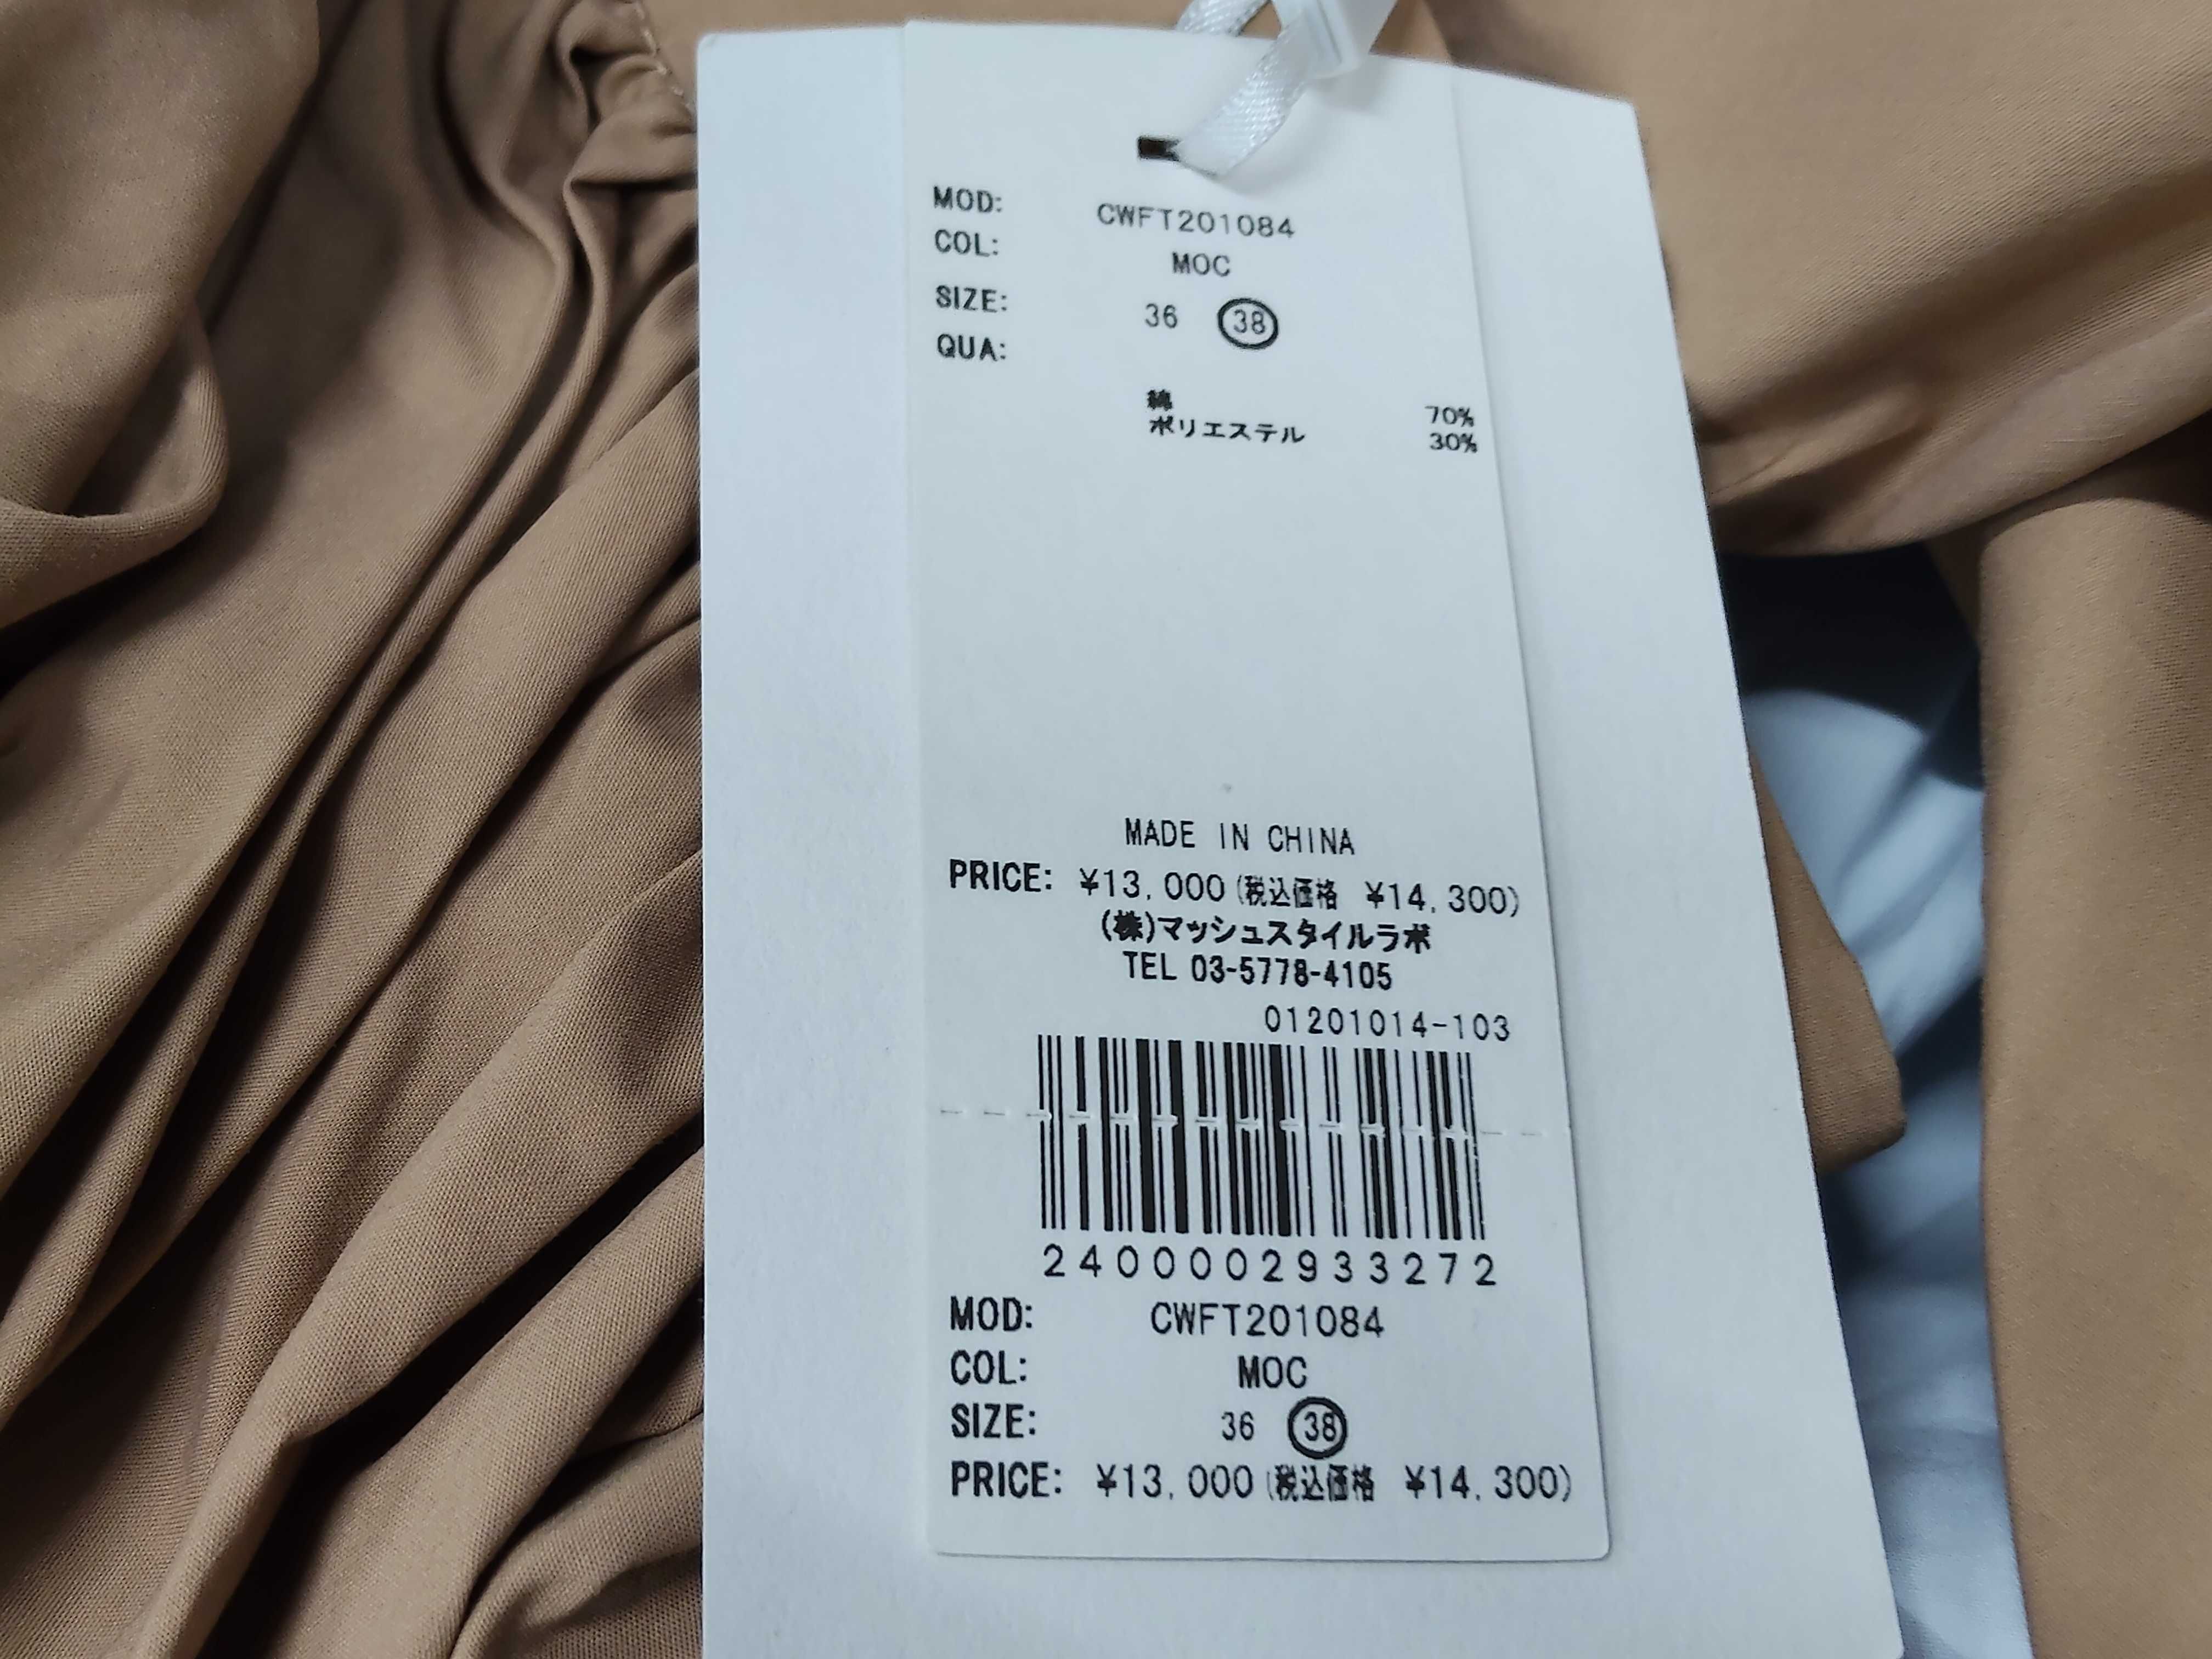 MOD: CWFT201084
COL: MOC
SIZE: 36 38
QUA:
綿 70%
ポリエステル 30%
MADE IN CHINA
PRICE: ¥13,000(税込価格 ¥14,300)
(株)マッシュスタイルラボ
TEL 03-5778-4105
01201014-103
2400002933272
MOD: CWFT201084
COL: MOC
SIZE: 36 38
PRICE: ¥13,000(税込価格 ¥14,300)